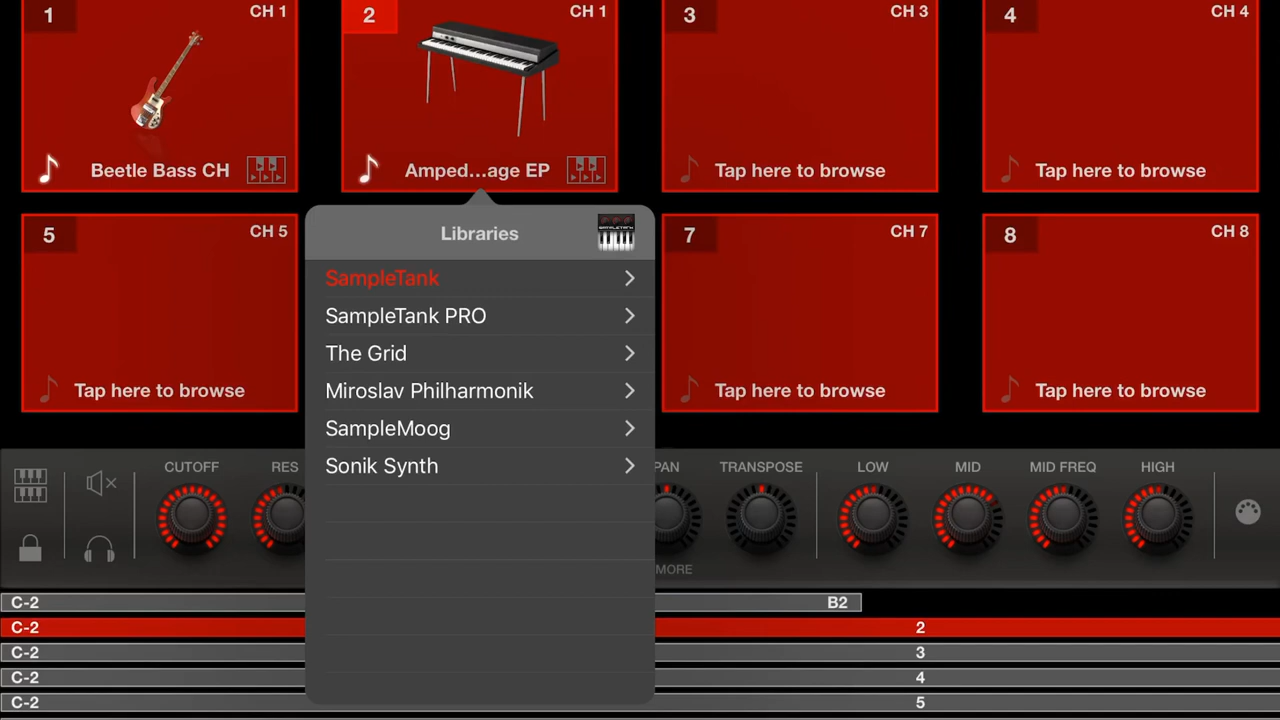 1
CH 1
2
CH 1
3
CH 3
4
CH 4
Beetle Bass CH
Amped...age EP
Tap here to browse
Tap here to browse
5
CH 5
Libraries
SAMPLETANK
7
CH 7
8
CH 8
SampleTank
SampleTank PRO
The Grid
Miroslav Philharmonik
SampleMoog
Sonik Synth
Tap here to browse
Tap here to browse
Tap here to browse
CUTOFF
RES
PAN
TRANSPOSE
LOW
MID
MID FREQ
HIGH
MORE
C-2
B2
C-2
2
C-2
3
C-2
4
C-2
5